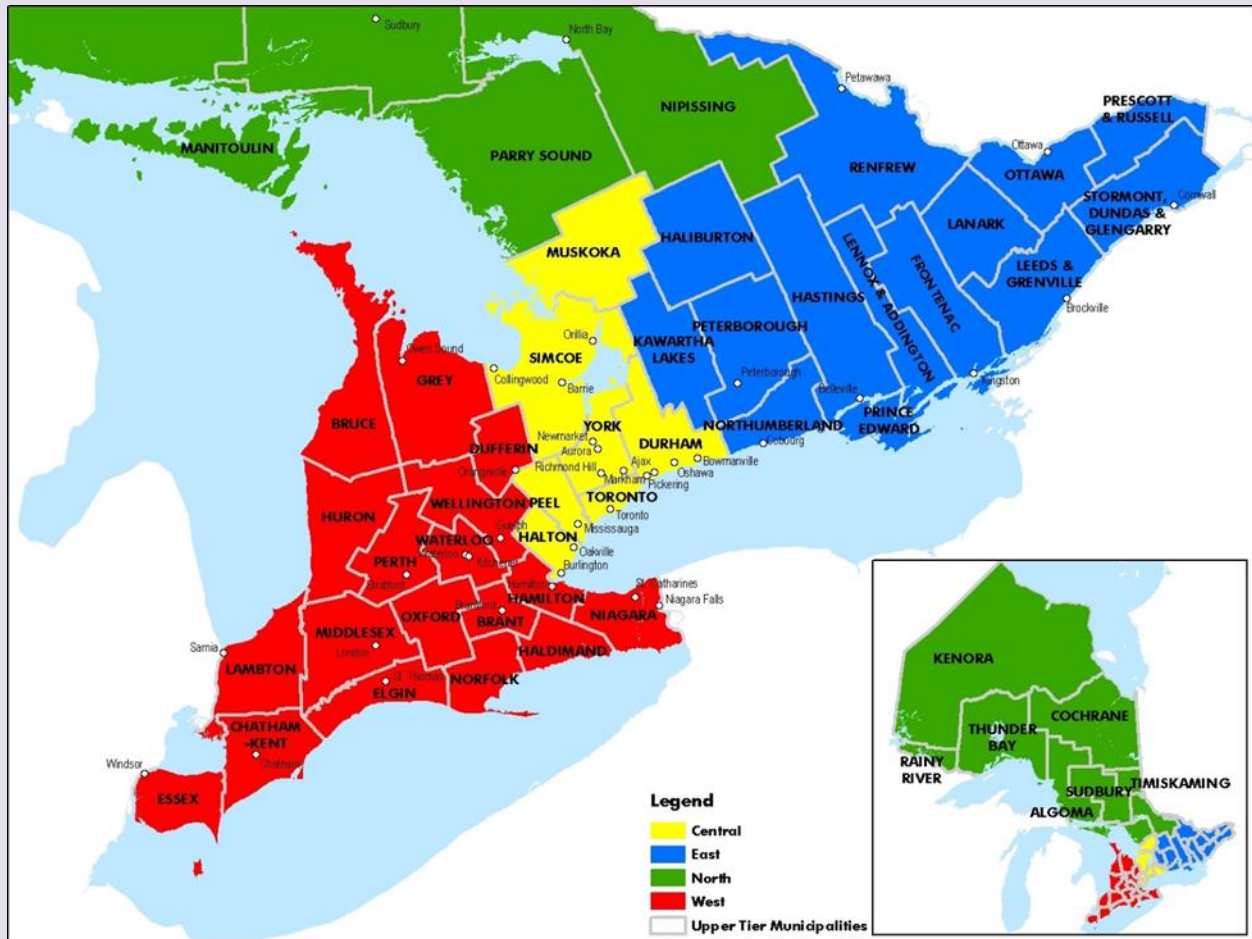 Sudbury
North Bay
NIPISSING
Petawawa
PRESCOTT
& RUSSELL
MANITOULIN
PARRY SOUND
RENFREW
Ottawa
OTTAWA
Cornwall
STORMONT,
DUNDAS &
GLENGARRY
LANARK
MUSKOKA
HALIBURTON
LENNOX & ADDINGTON
FRONTENAC
LEEDS &
GRENVILLE
Brockville
HASTINGS
PETERBOROUGH
KAWARTHA
LAKES
Orillia
SIMCOE
Owen Sound
GREY
Collingwood
Barrie
Peterborough
Belleville
Kingston
PRINCE
EDWARD
NORTHUMBERLAND
Cobourg
BRUCE
YORK
Newmarket
Aurora
DURHAM
DUFFERIN
Orangeville
Richmond Hill
Ajax
Bowmanville
Oshawa
Markham
Pickering
WELLINGTON
PEEL
TORONTO
Toronto
HURON
Guelph
Mississauga
WATERLOO
HALTON
Waterloo
Kitchener
Oakville
PERTH
Stratford
Burlington
Hamilton
HAMILTON
St. Catharines
Niagara Falls
NIAGARA
OXFORD
Brantford
BRANT
MIDDLESEX
London
HALDIMAND
Sarnia
LAMBTON
St. Thomas
ELGIN
NORFOLK
CHATHAM
-KENT
Chatham
Windsor
ESSEX
Legend
Central
East
North
West
Upper Tier Municipalities
KENORA
COCHRANE
THUNDER
BAY
RAINY
RIVER
TIMISKAMING
SUDBURY
ALGOMA